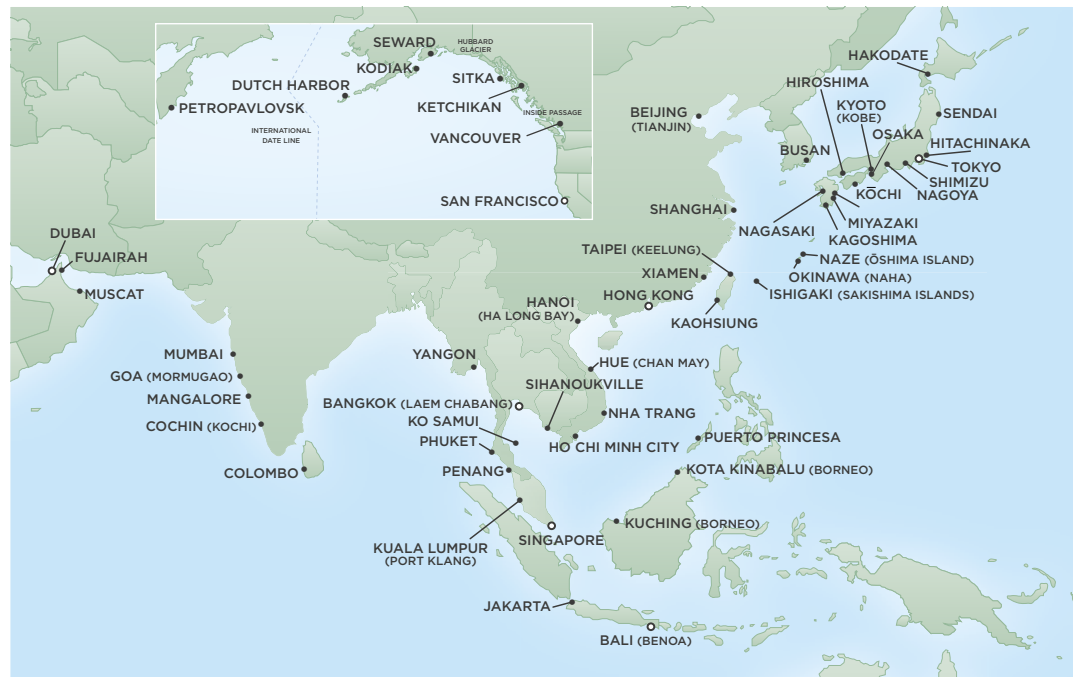 SEWARD
HUBBARD
GLACIER
KODIAK
SITKA
DUTCH HARBOR
KETCHIKAN
PETROPAVLOVSK
INSIDE PASSAGE
INTERNATIONAL
DATE LINE
VANCOUVER
SAN FRANCISCO
HAKODATE
HIROSHIMA
KYOTO
(KOBE)
BEIJING
(TIANJIN)
SENDAI
OSAKA
BUSAN
HITACHINAKA
TOKYO
SHIMIZU
KŌCHI
NAGOYA
SHANGHAI
MIYAZAKI
NAGASAKI
KAGOSHIMA
DUBAI
FUJAIRAH
TAIPEI (KEELUNG)
NAZE (ŌSHIMA ISLAND)
XIAMEN
OKINAWA (NAHA)
MUSCAT
HONG KONG
ISHIGAKI (SAKISHIMA ISLANDS)
HANOI
(HA LONG BAY)
KAOHSIUNG
MUMBAI
YANGON
HUE (CHAN MAY)
GOA (MORMUGAO)
SIHANOUKVILLE
MANGALORE
BANGKOK (LAEM CHABANG)
NHA TRANG
KO SAMUI
COCHIN (KOCHI)
PHUKET
HO CHI MINH CITY
PUERTO PRINCESA
COLOMBO
PENANG
KOTA KINABALU (BORNEO)
KUCHING (BORNEO)
SINGAPORE
KUALA LUMPUR
(PORT KLANG)
JAKARTA
BALI (BENOA)